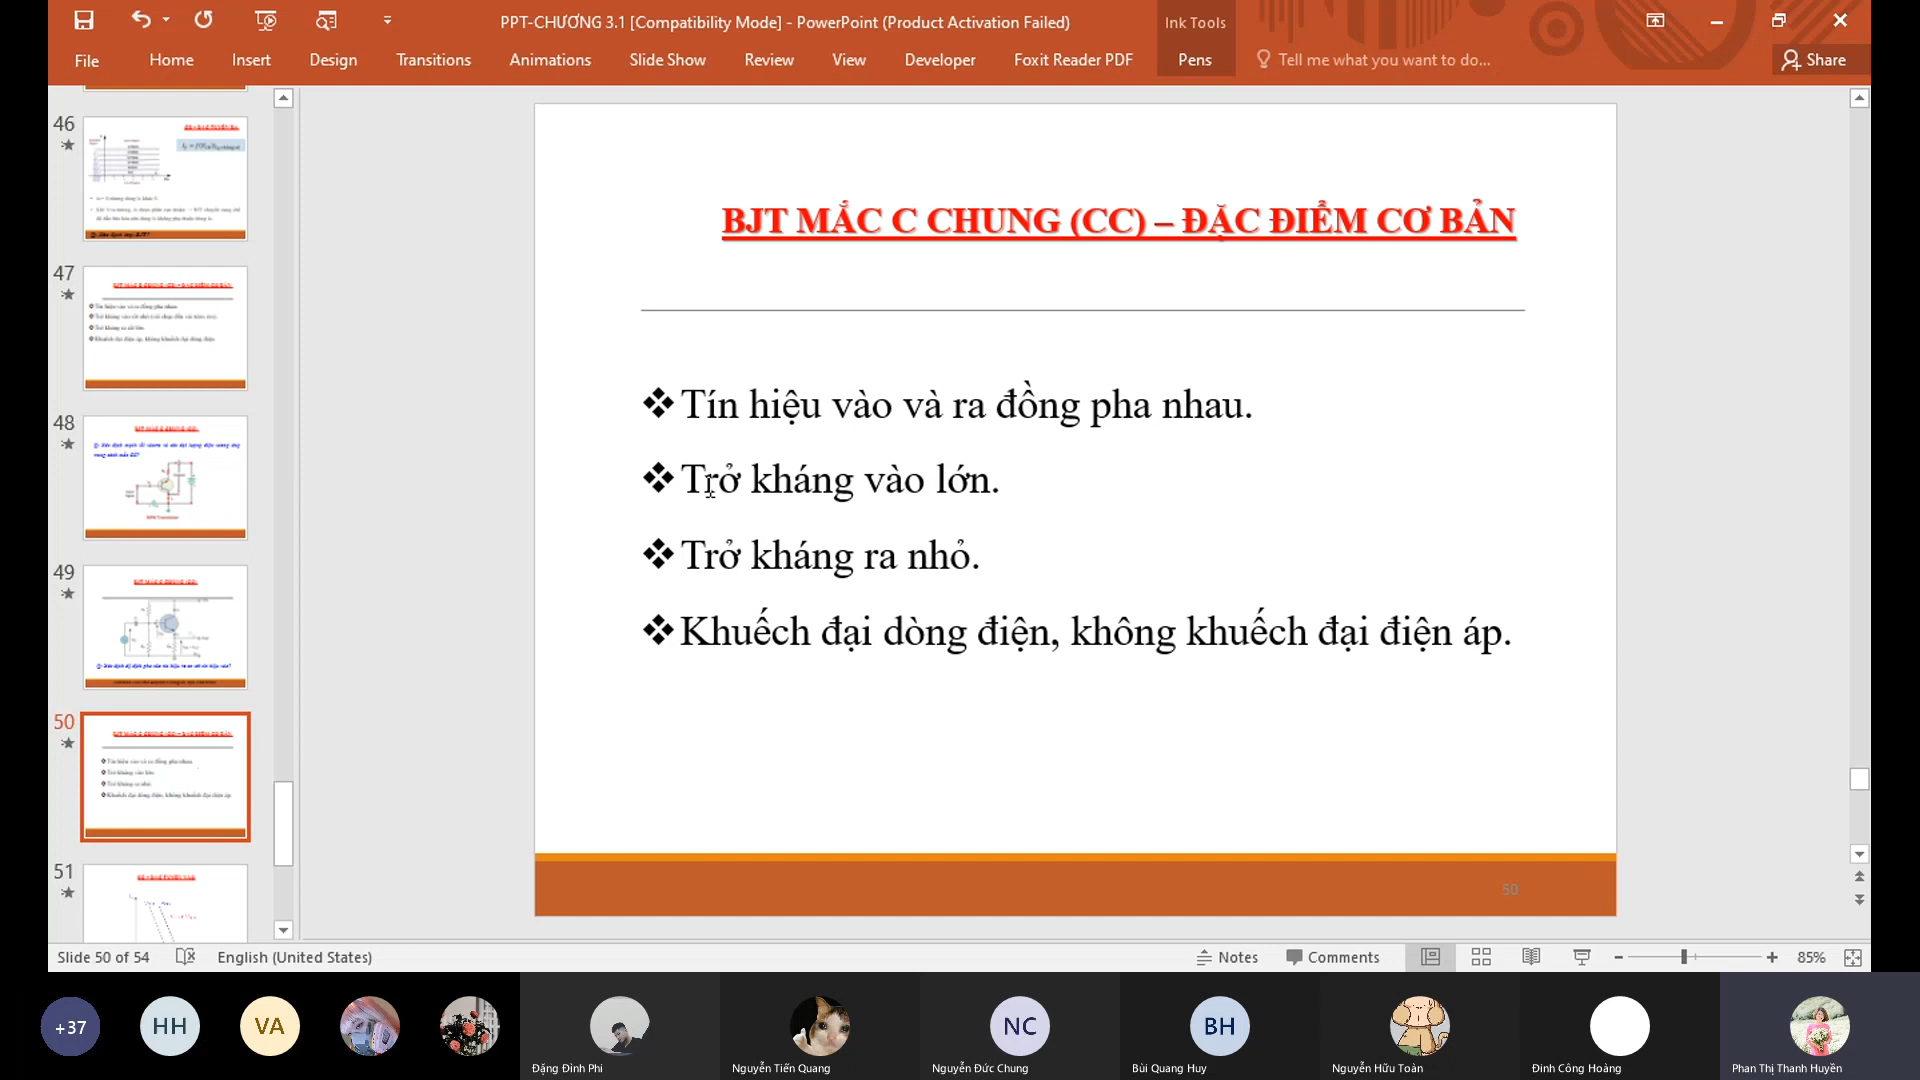 PPT-CHƯƠNG 3.1 [Compatibility Mode] - PowerPoint (Product Activation Failed)
Ink Tools
File
Home
Insert
Design
Transitions
Animations
Slide Show
Review
View
Developer
Foxit Reader PDF
Pens
Tell me what you want to do...
Share
46
47
48
49
50
51
BJT MẮC C CHUNG (CC) – ĐẶC ĐIỂM CƠ BẢN
❖Tín hiệu vào và ra đồng pha nhau.
❖Trở kháng vào lớn.
❖Trở kháng ra nhỏ.
❖Khuếch đại dòng điện, không khuếch đại điện áp.
50
Slide 50 of 54
English (United States)
Notes
Comments
85%
+37
HH
VA
NC
BH
Đặng Đình Phi
Nguyễn Tiến Quang
Nguyễn Đức Chung
Bùi Quang Huy
Nguyễn Hữu Toàn
Đinh Công Hoàng
Phan Thị Thanh Huyền